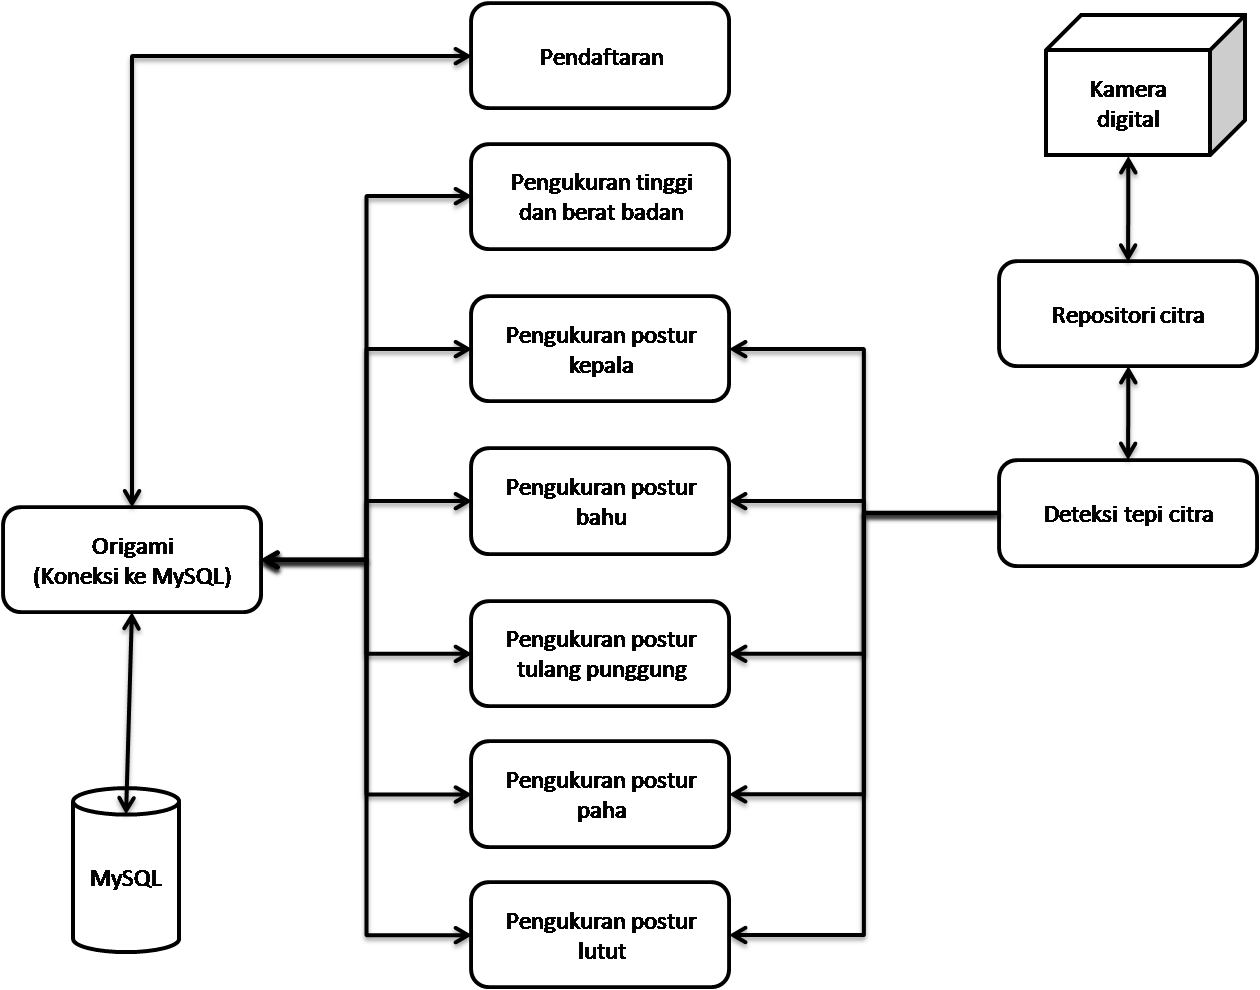 Pendaftaran
Kamera
digital
Pengukuran tinggi
dan berat badan
Repositori citra
Pengukuran postur
kepala
Pengukuran postur
bahu
Deteksi tepi citra
Origami
(Koneksi ke MySQL)
Pengukuran postur
tulang punggung
Pengukuran postur
paha
MySQL
Pengukuran postur
lutut